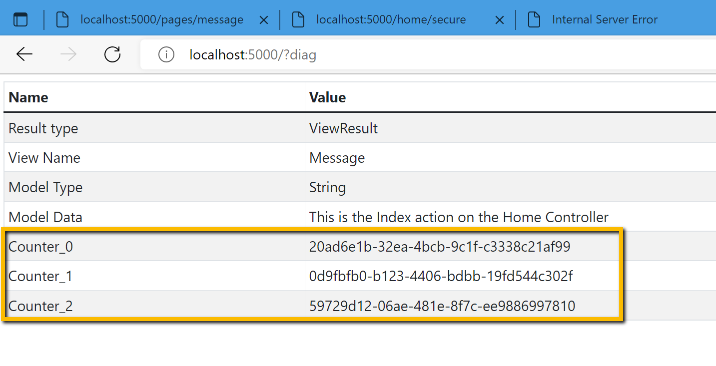 localhost:5000/pages/message
localhost:5000/home/secure
Internal Server Error
localhost:5000/?diag
Name Value
Result type ViewResult
View Name Message
Model Type String
Model Data This is the Index action on the Home Controller
Counter_0 20ad6e1b-32ea-4bcb-9c1f-c3338c21af99
Counter_1 0d9fbfb0-b123-4406-bdbb-19fd544c302f
Counter_2 59729d12-06ae-481e-8f7c-ee9886997810